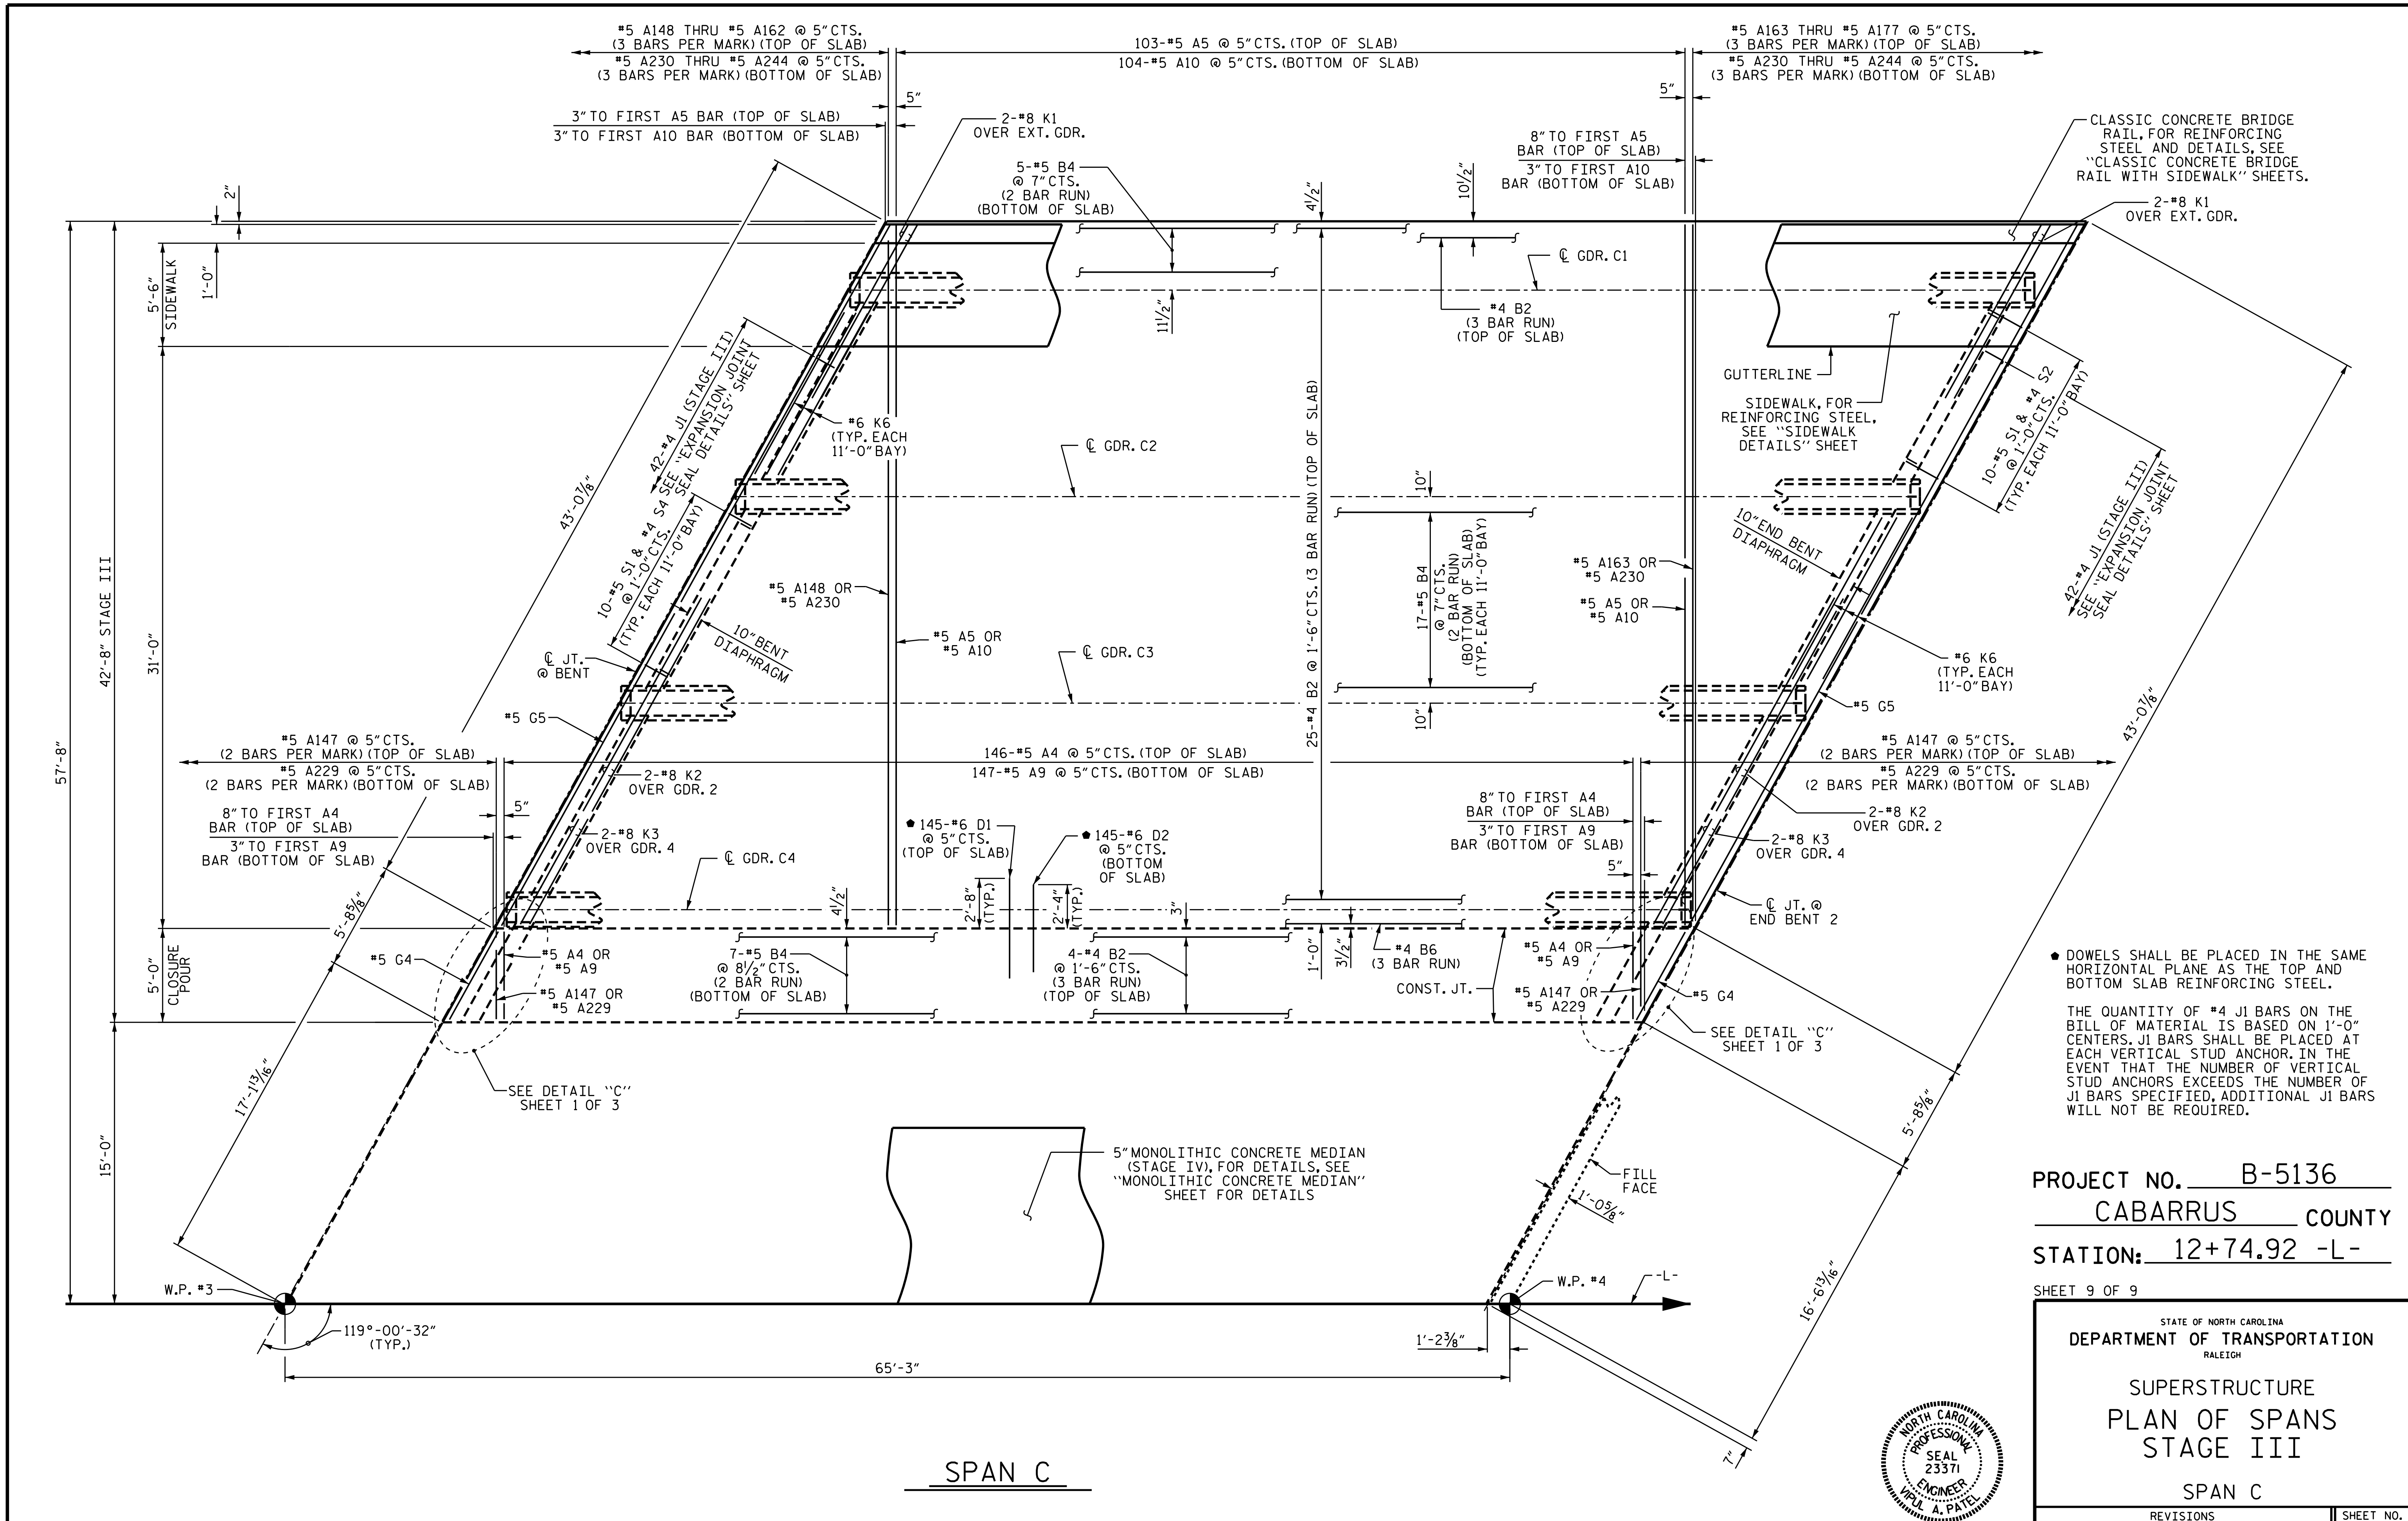 #5 A148 THRU #5 A162 @ 5"CTS.
(3 BARS PER MARK)(TOP OF SLAB)
#5 A230 THRU #5 A244 @ 5"CTS.
(3 BARS PER MARK)(BOTTOM OF SLAB)
103-#5 A5 @ 5"CTS.(TOP OF SLAB)
104-#5 A10 @ 5"CTS.(BOTTOM OF SLAB)
#5 A163 THRU #5 A177 @ 5"CTS.
(3 BARS PER MARK)(TOP OF SLAB)
#5 A230 THRU #5 A244 @ 5"CTS.
(3 BARS PER MARK)(BOTTOM OF SLAB)
5"
5"
3"TO FIRST A5 BAR (TOP OF SLAB)
3"TO FIRST A10 BAR (BOTTOM OF SLAB)
2-#8 K1
OVER EXT.GDR.
5-#5 B4
@ 7"CTS.
(2 BAR RUN)
(BOTTOM OF SLAB)
4½"
10½"
8"TO FIRST A5
BAR (TOP OF SLAB)
3"TO FIRST A10
BAR (BOTTOM OF SLAB)
CLASSIC CONCRETE BRIDGE
RAIL,FOR REINFORCING
STEEL AND DETAILS,SEE
"CLASSIC CONCRETE BRIDGE
RAIL WITH SIDEWALK" SHEETS.
2-#8 K1
OVER EXT.GDR.
2"
1'-0"
5'-6"
SIDEWALK
31'-0"
5'-0"
CLOSURE
POUR
42'-8" STAGE III
57'-8"
15'-0"
11½"
℄ GDR.C1
#4 B2
(3 BAR RUN)
(TOP OF SLAB)
GUTTERLINE
SIDEWALK,FOR
REINFORCING STEEL,
SEE "SIDEWALK
DETAILS" SHEET
43'-0⅞"
42-#4 J1 (STAGE III)
SEE "EXPANSION JOINT
SEAL DETAILS" SHEET
#6 K6
(TYP.EACH
11'-0"BAY)
10-#5 S1 & #4 S4
@ 1'-0"CTS.
(TYP.EACH 11'-0"BAY)
10"BENT
DIAPHRAGM
℄ JT.
@ BENT
#5 G5
℄ GDR.C2
#5 A148 OR
#5 A230
#5 A5 OR
#5 A10
℄ GDR.C3
25-#4 B2 @ 1'-6"CTS.(3 BAR RUN)(TOP OF SLAB)
10"
17-#5 B4
@ 7"CTS.
(2 BAR RUN)
(BOTTOM OF SLAB)
(TYP.EACH 11'-0"BAY)
10"
#5 A163 OR
#5 A230
#5 A5 OR
#5 A10
10"END BENT
DIAPHRAGM
10-#5 S1 & #4 S2
@ 1'-0"CTS.
(TYP.EACH 11'-0"BAY)
42-#4 J1 (STAGE III)
SEE "EXPANSION JOINT
SEAL DETAILS" SHEET
#6 K6
(TYP.EACH
11'-0"BAY)
#5 G5
43'-0⅞"
#5 A147 @ 5"CTS.
(2 BARS PER MARK)(TOP OF SLAB)
#5 A229 @ 5"CTS.
(2 BARS PER MARK)(BOTTOM OF SLAB)
146-#5 A4 @ 5"CTS.(TOP OF SLAB)
147-#5 A9 @ 5"CTS.(BOTTOM OF SLAB)
#5 A147 @ 5"CTS.
(2 BARS PER MARK)(TOP OF SLAB)
#5 A229 @ 5"CTS.
(2 BARS PER MARK)(BOTTOM OF SLAB)
8"TO FIRST A4
BAR (TOP OF SLAB)
3"TO FIRST A9
BAR (BOTTOM OF SLAB)
5"
2-#8 K2
OVER GDR.2
2-#8 K3
OVER GDR.4
℄ GDR.C4
145-#6 D1
@ 5"CTS.
(TOP OF SLAB)
145-#6 D2
@ 5"CTS.
(BOTTOM
OF SLAB)
8"TO FIRST A4
BAR (TOP OF SLAB)
3"TO FIRST A9
BAR (BOTTOM OF SLAB)
5"
2-#8 K2
OVER GDR.2
2-#8 K3
OVER GDR.4
℄ JT.@
END BENT 2
5'-8⅝"
#5 G4
#5 A4 OR
#5 A9
#5 A147 OR
#5 A229
4½"
7-#5 B4
@ 8½"CTS.
(2 BAR RUN)
(BOTTOM OF SLAB)
2'-8"
(TYP.)
2'-4"
(TYP.)
3"
4-#4 B2
@ 1'-6"CTS.
(3 BAR RUN)
(TOP OF SLAB)
1'-0"
3½"
#4 B6
(3 BAR RUN)
CONST.JT.
#5 A4 OR
#5 A9
#5 A147 OR
#5 A229
#5 G4
SEE DETAIL "C"
SHEET 1 OF 3
SEE DETAIL "C"
SHEET 1 OF 3
17'-1¹³⁄₁₆"
5'-8⅝"
16'-6¹³⁄₁₆"
7"
5"MONOLITHIC CONCRETE MEDIAN
(STAGE IV),FOR DETAILS,SEE
"MONOLITHIC CONCRETE MEDIAN"
SHEET FOR DETAILS
FILL
FACE
1'-0⅝"
W.P. #3
W.P. #4
-L-
119°-00'-32"
(TYP.)
1'-2⅜"
65'-3"
DOWELS SHALL BE PLACED IN THE SAME
HORIZONTAL PLANE AS THE TOP AND
BOTTOM SLAB REINFORCING STEEL.
THE QUANTITY OF #4 J1 BARS ON THE
BILL OF MATERIAL IS BASED ON 1'-0"
CENTERS.J1 BARS SHALL BE PLACED AT
EACH VERTICAL STUD ANCHOR.IN THE
EVENT THAT THE NUMBER OF VERTICAL
STUD ANCHORS EXCEEDS THE NUMBER OF
J1 BARS SPECIFIED,ADDITIONAL J1 BARS
WILL NOT BE REQUIRED.
SPAN C
PROJECT NO. B-5136
CABARRUS COUNTY
STATION: 12+74.92 -L-
SHEET 9 OF 9
STATE OF NORTH CAROLINA
DEPARTMENT OF TRANSPORTATION
RALEIGH
SUPERSTRUCTURE
PLAN OF SPANS
STAGE III
SPAN C
REVISIONS
SHEET NO.
NORTH CAROLINA
PROFESSIONAL
SEAL
23371
ENGINEER
VIPUL A. PATEL